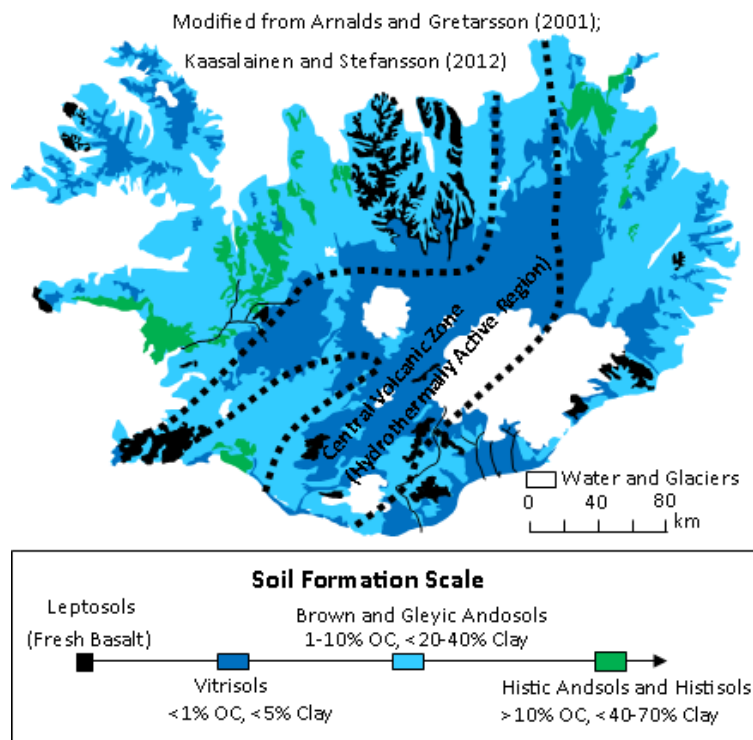 Modified from Arnalds and Gretarsson (2001);
Kaasalainen and Stefansson (2012)
Central Volcanic Zone
(Hydrothermally Active Region)
Water and Glaciers
0 40 80
km
Soil Formation Scale
Leptosols
(Fresh Basalt)
Brown and Gleyic Andosols
1-10% OC, <20-40% Clay
Vitrisols
<1% OC, <5% Clay
Histic Andsols and Histisols
>10% OC, <40-70% Clay